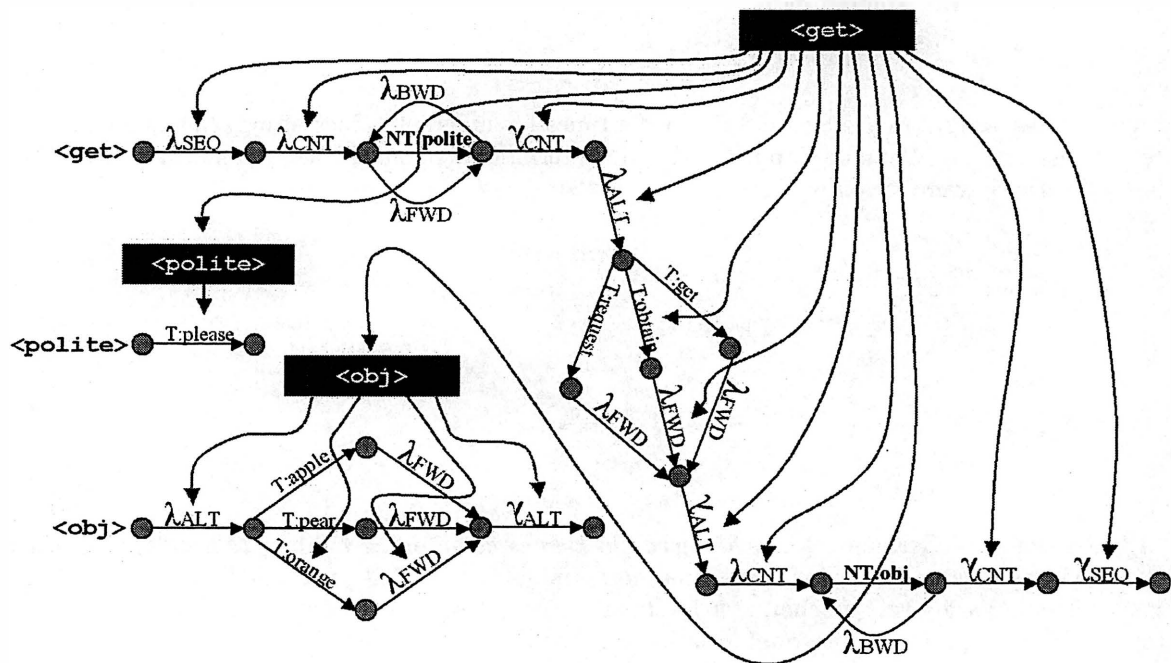 <get>
λBWD
<get> λSEQ λCNT NT:polite γCNT
λFWD
λALT
<polite>
T:get
T:request
T:obtain
<polite> T:please
<obj>
λFWD
λFWD
λFWD
T:apple λFWD
<obj> λALT T:pear λFWD γALT
T:orange λFWD
γALT
λCNT NT:obj γCNT γSEQ
λBWD